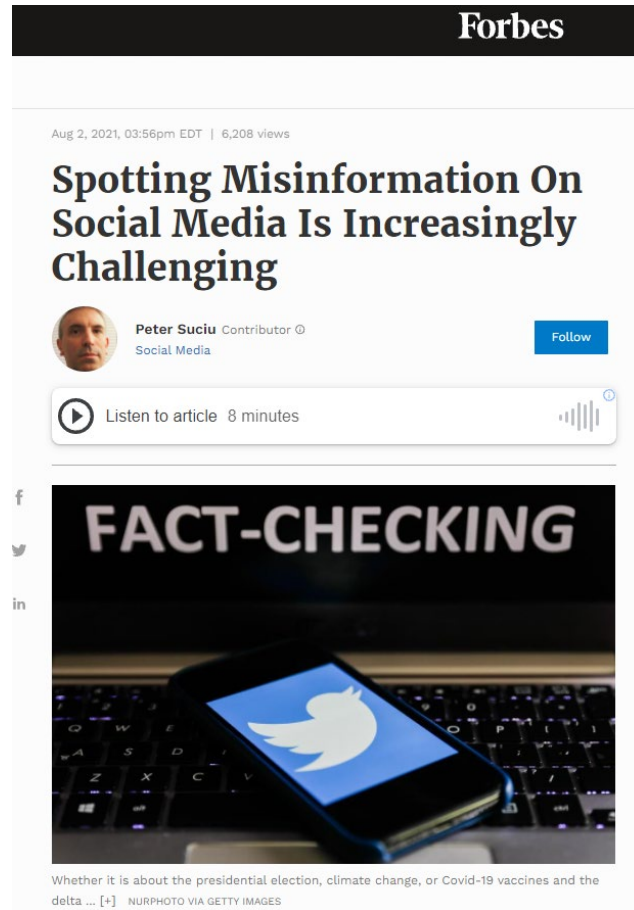 Forbes
Aug 2, 2021, 03:56pm EDT | 6,208 views
Spotting Misinformation On
Social Media Is Increasingly
Challenging
Peter Suciu Contributor
Social Media
Follow
Listen to article 8 minutes
f
in
FACT-CHECKING
Q W E O P
A S D
Z X C V
alt ctrl
Whether it is about the presidential election, climate change, or Covid-19 vaccines and the
delta ... [+] NURPHOTO VIA GETTY IMAGES